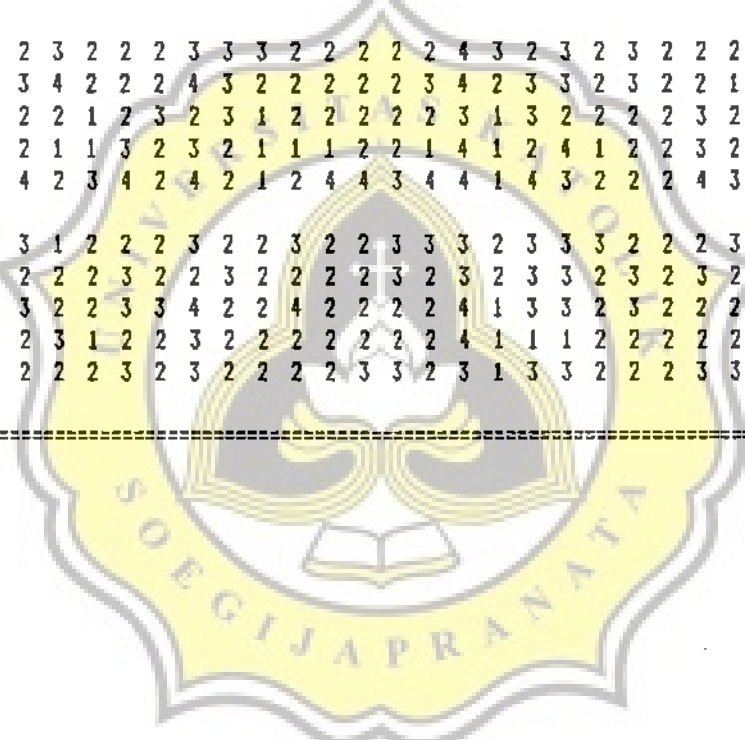 2 3 2 2 2 3 3 3 2 2 2 2 2 4 3 2 3 2 3 2 2 2
3 4 2 2 2 4 3 2 2 2 2 2 3 4 2 3 3 2 3 2 2 1
2 2 1 2 3 2 3 1 2 2 2 2 2 3 1 3 2 2 2 2 3 2
2 1 1 3 2 3 2 1 1 1 2 2 1 4 1 2 4 1 2 2 3 2
4 2 3 4 2 4 2 1 2 4 4 3 4 4 1 4 3 2 2 2 4 3
3 1 2 2 2 3 2 2 3 2 2 3 3 3 2 3 3 3 2 2 2 3
2 2 2 3 2 2 3 2 2 2 2 3 2 3 2 3 3 2 3 2 3 2
3 2 2 3 3 4 2 2 4 2 2 2 2 4 1 3 3 2 3 2 2 2
2 3 1 2 2 3 2 2 2 2 2 2 2 4 1 1 1 2 2 2 2 2
2 2 2 3 2 3 2 2 2 2 3 3 2 3 1 3 3 2 2 2 3 3
UNIVERSITAS KATOLIK
SOEGIJAPRANATA